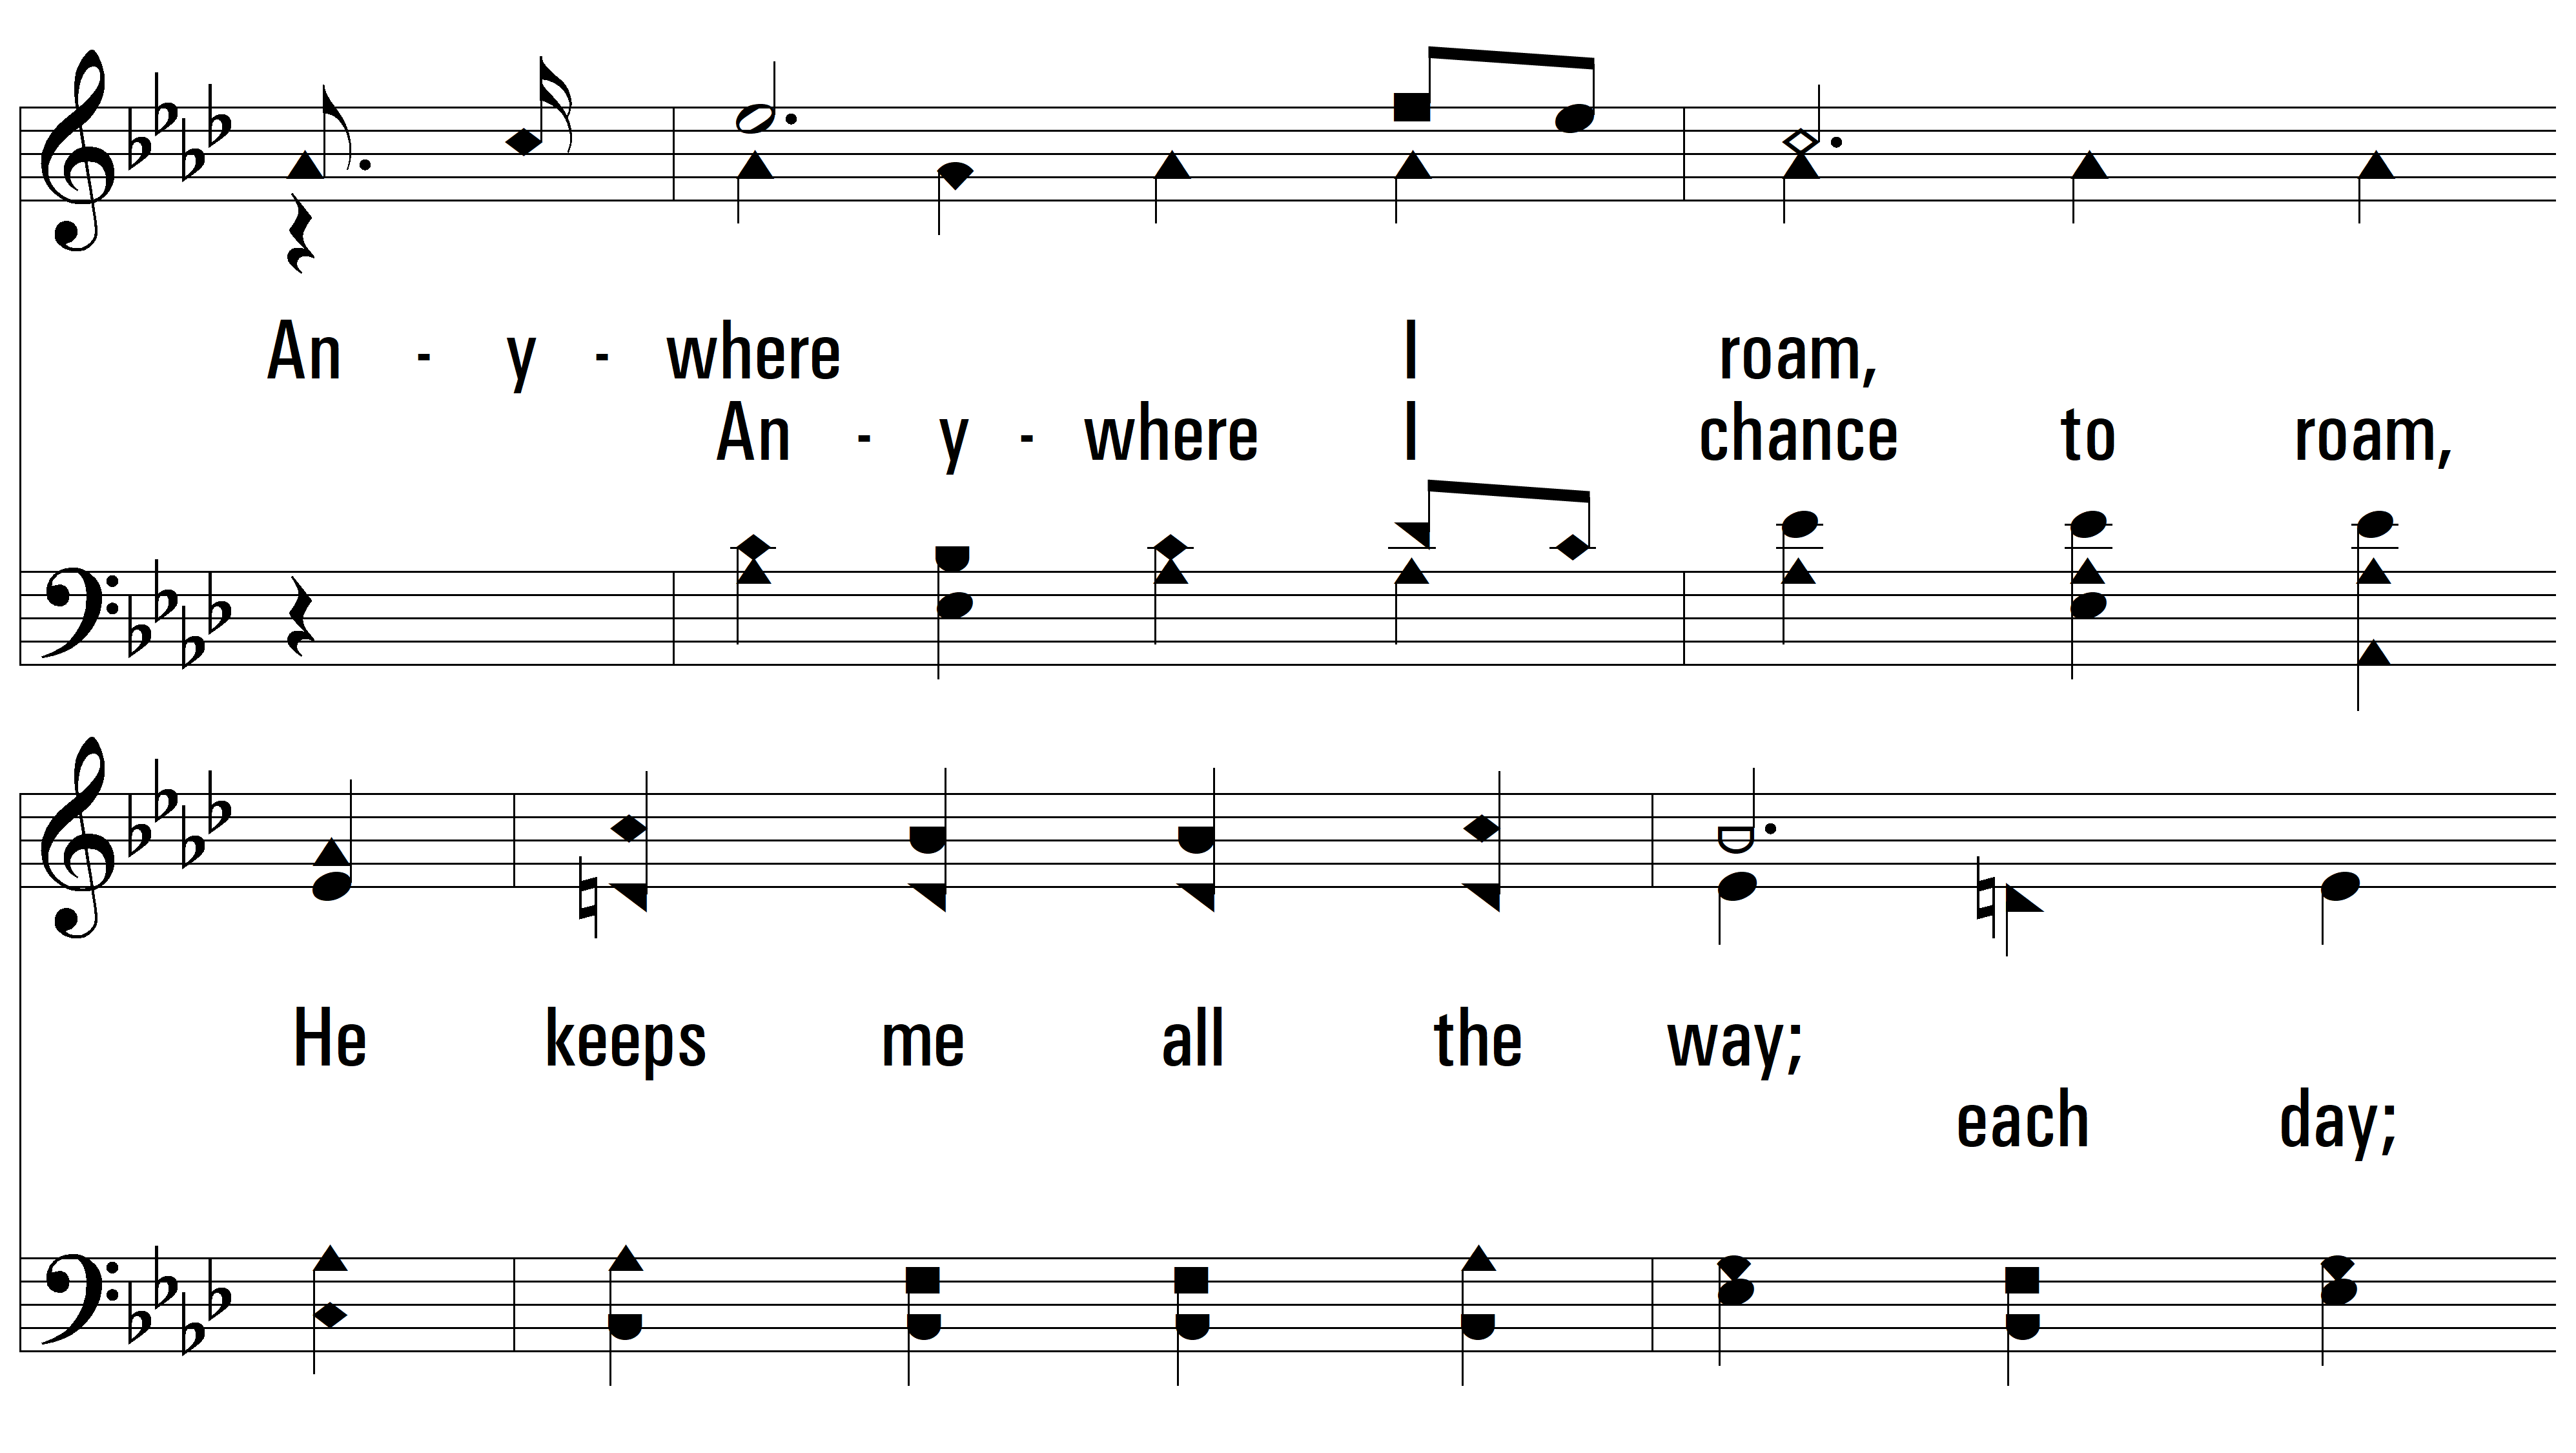 An - y - where I roam,
An - y - where I chance to roam,
He keeps me all the way;
each day;